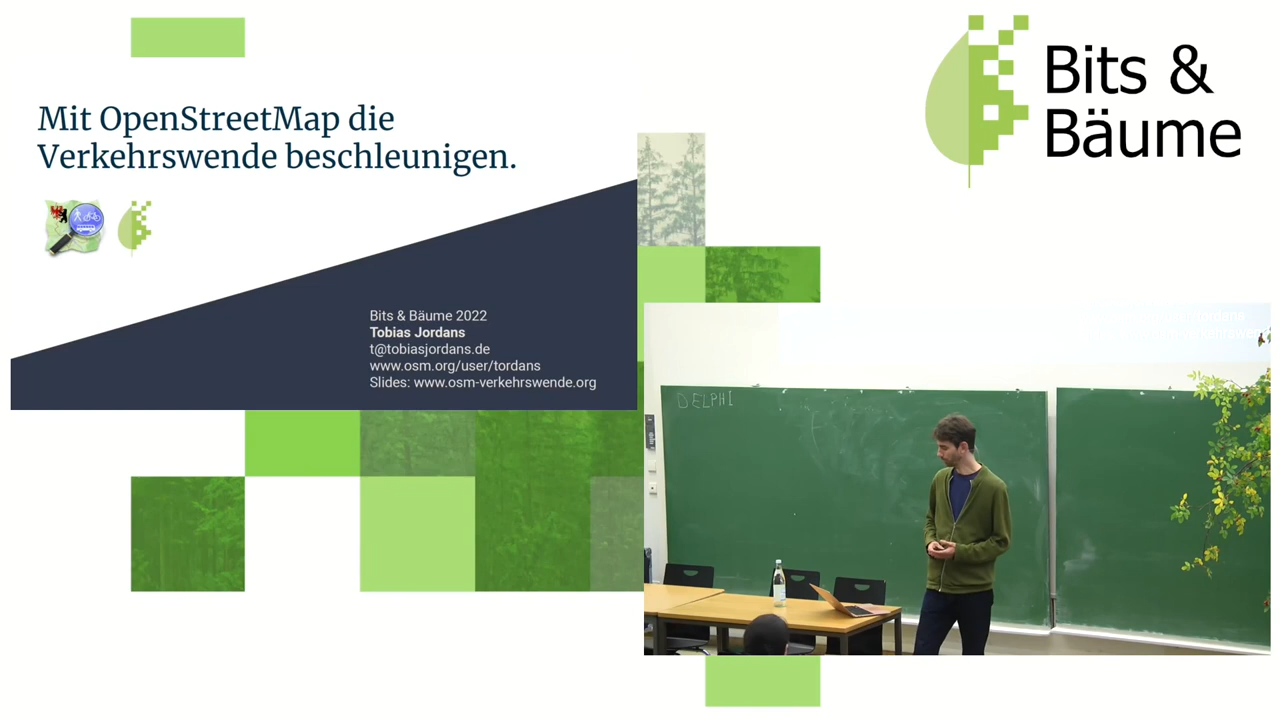 Mit OpenStreetMap die
Verkehrswende beschleunigen.
Bits & Bäume 2022
Tobias Jordans
t@tobiasjordans.de
www.osm.org/user/tordans
Slides: www.osm-verkehrswende.org
Bits &
Bäume
DELPHI